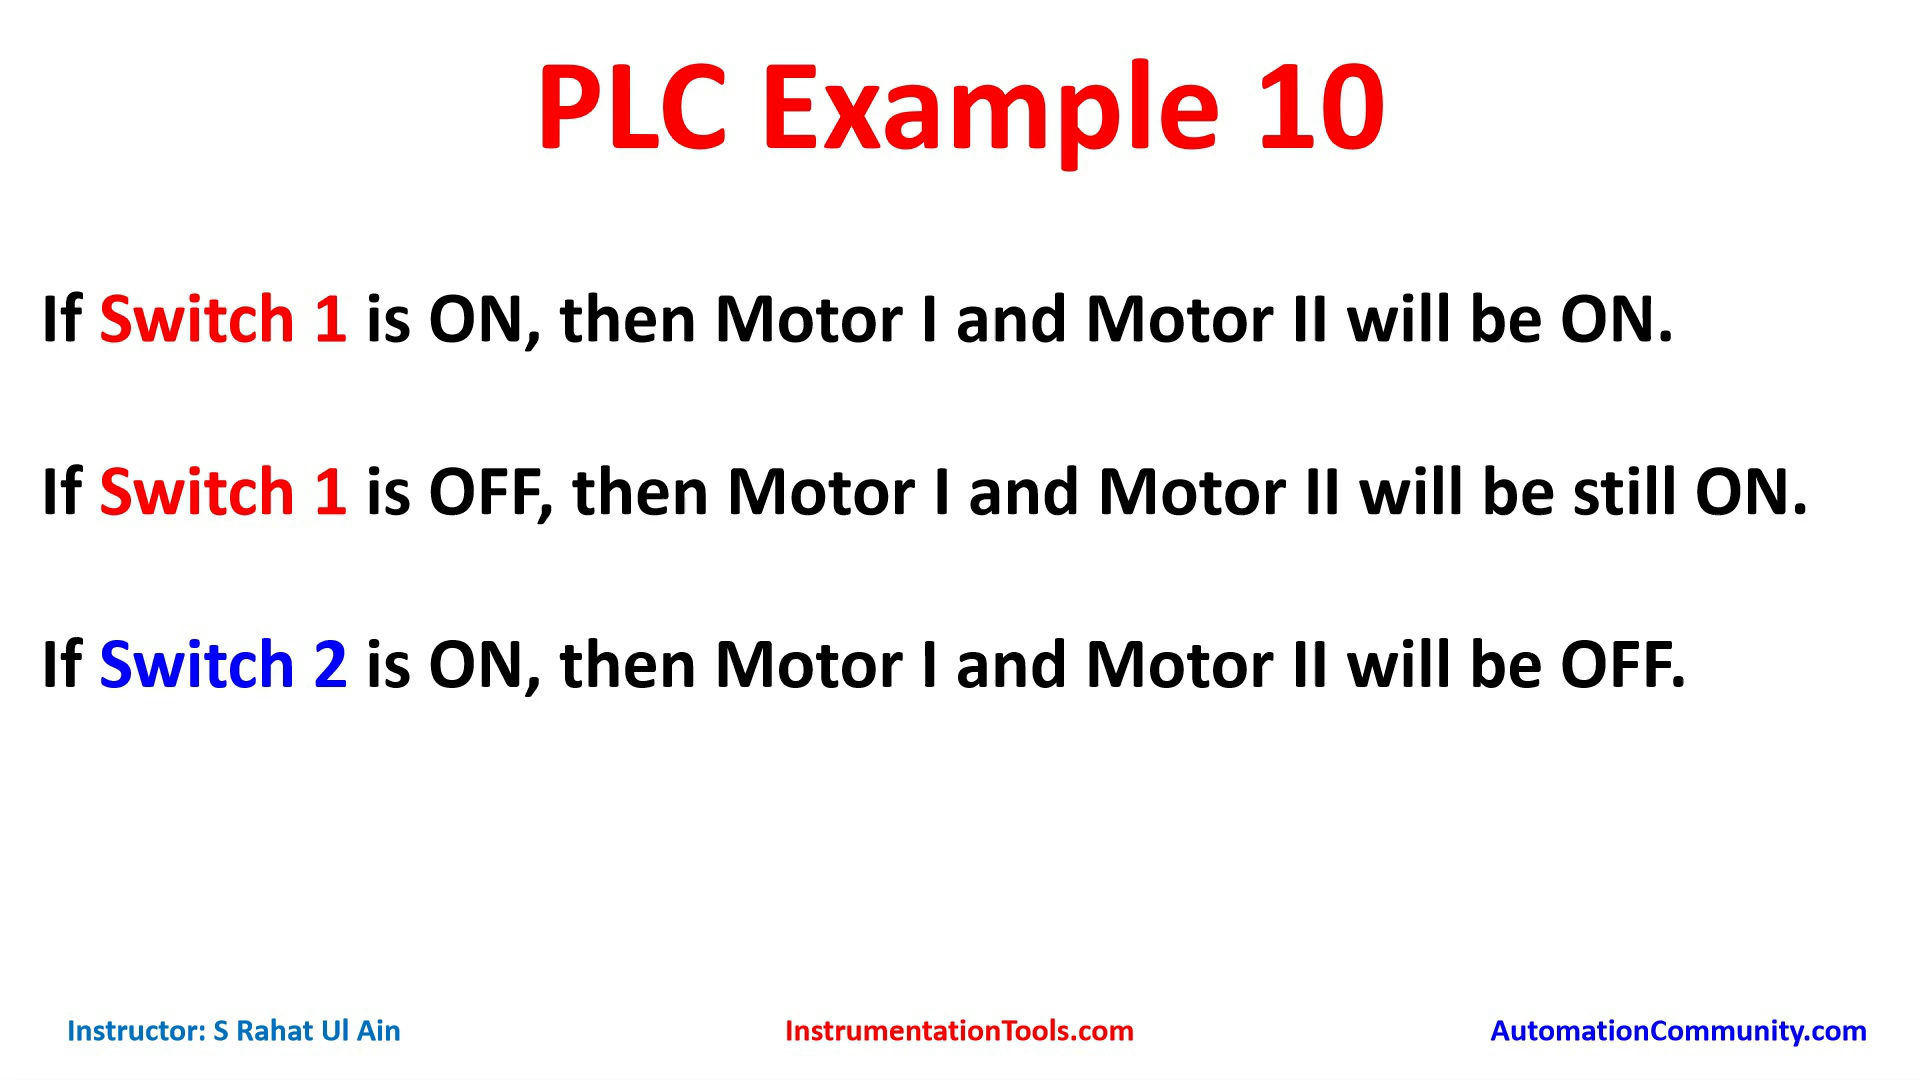 PLC Example 10
If Switch 1 is ON, then Motor I and Motor II will be ON.
If Switch 1 is OFF, then Motor I and Motor II will be still ON.
If Switch 2 is ON, then Motor I and Motor II will be OFF.
Instructor: S Rahat Ul Ain
InstrumentationTools.com
AutomationCommunity.com